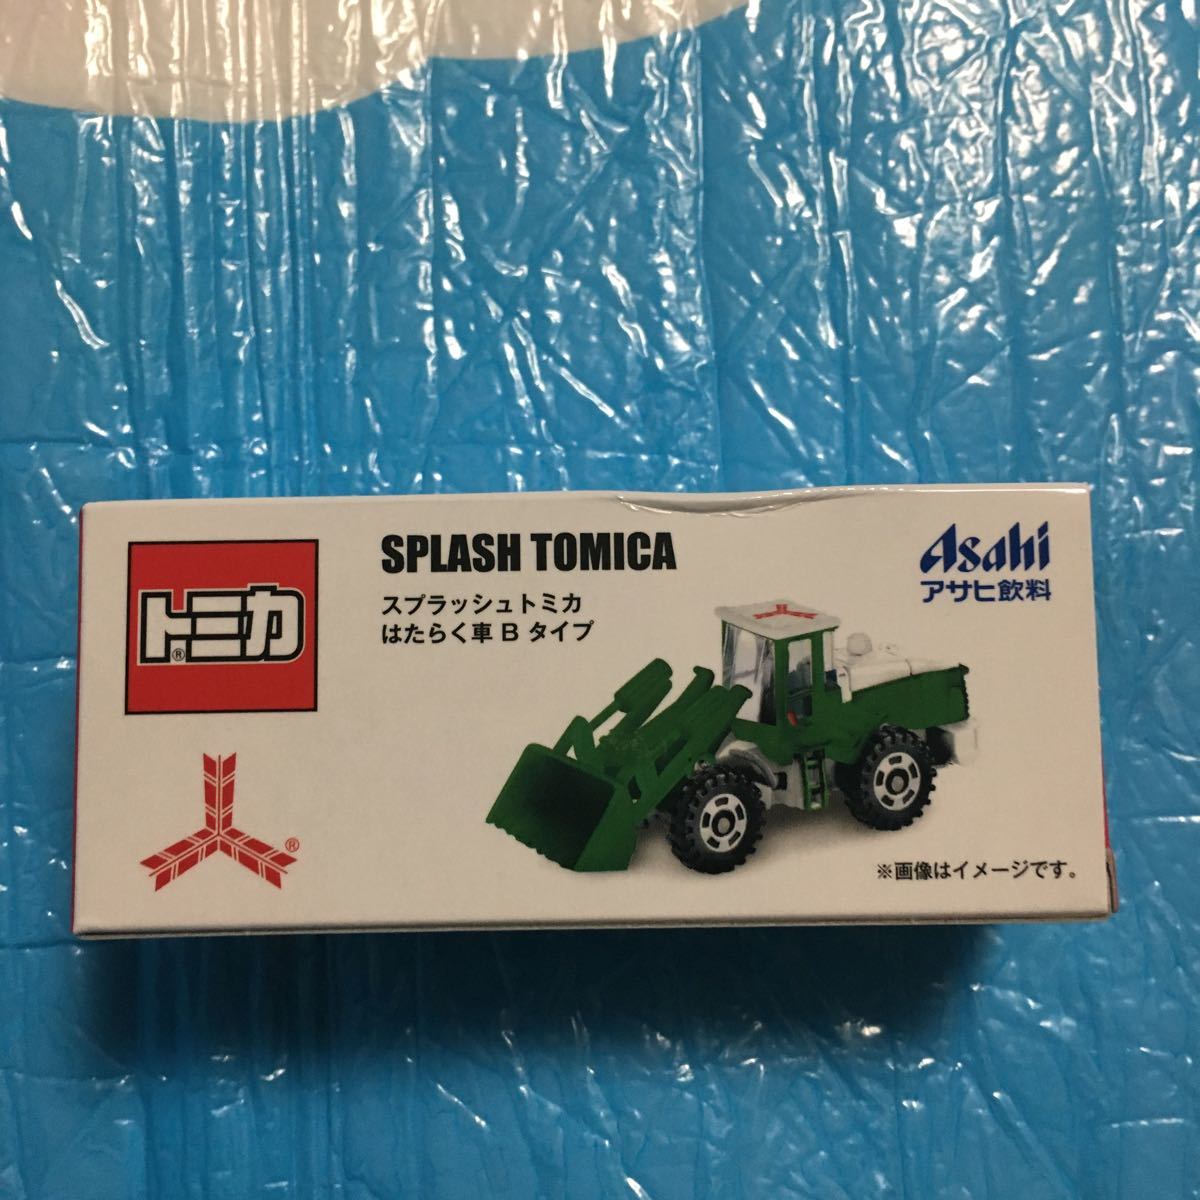 トミカ®
SPLASH TOMICA
スプラッシュトミカ
はたらく車 B タイプ
Asahi
アサヒ飲料
®
※画像はイメージです。